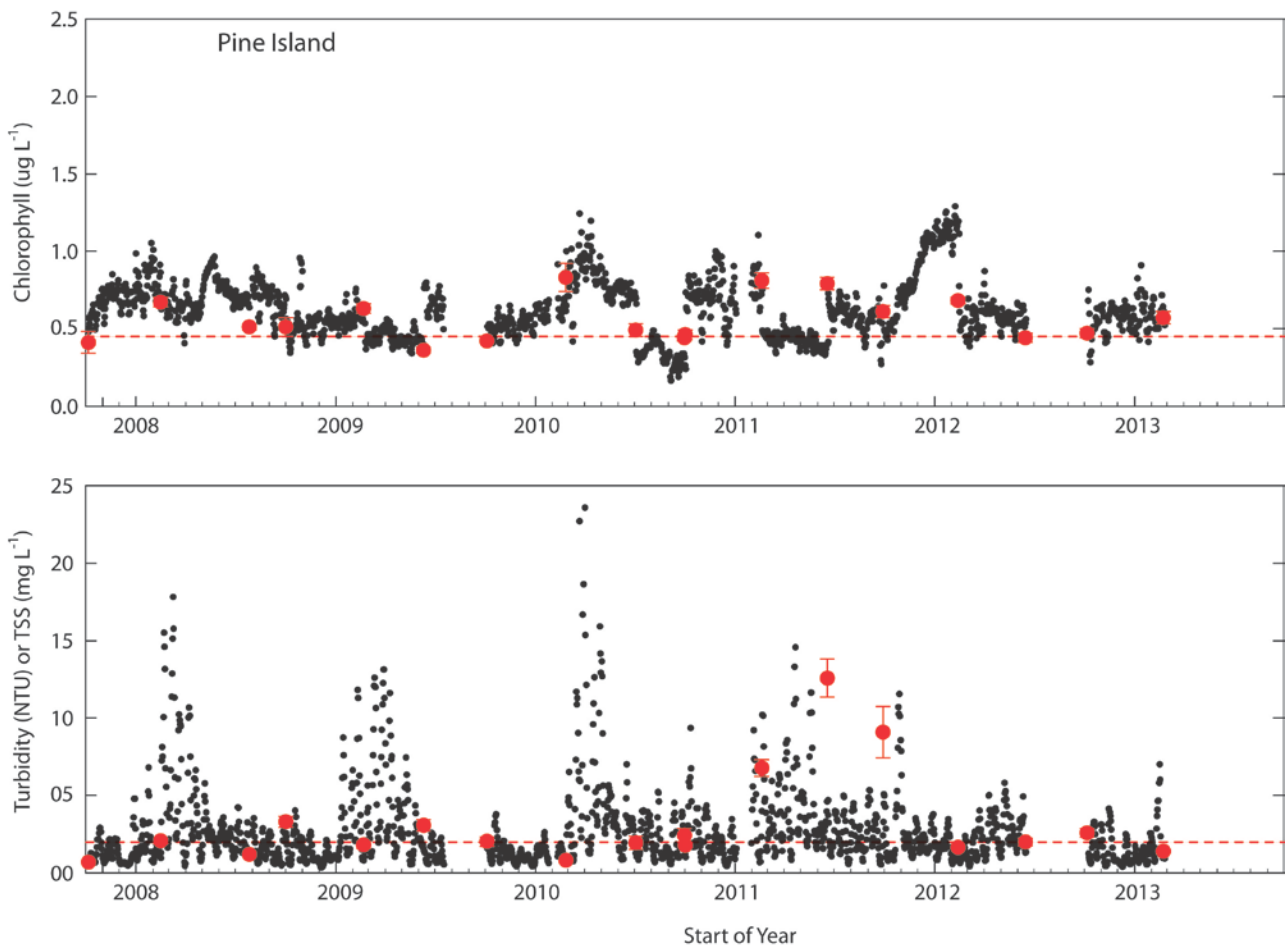 Pine Island
Chlorophyll (ug L⁻¹)
2.5
2.0
1.5
1.0
0.5
0.0
2008 2009 2010 2011 2012 2013
Turbidity (NTU) or TSS (mg L⁻¹)
25
20
15
10
05
00
2008 2009 2010 2011 2012 2013
Start of Year